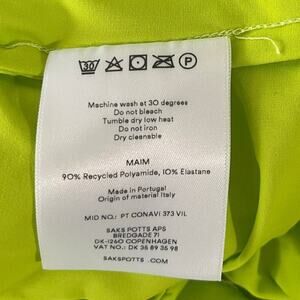 30
Machine wash at 30 degrees
Do not bleach
Tumble dry low heat
Do not iron
Dry cleanable
MAIM
90% Recycled Polyamide, 10% Elastane
Made in Portugal
Origin of material Italy
MID NO.: PT CONAVI 373 VIL
SAKS POTTS APS
BREDGADE 71
DK-1260 COPENHAGEN
VAT DK 35 89 35 98
SAKSPOTTS.COM